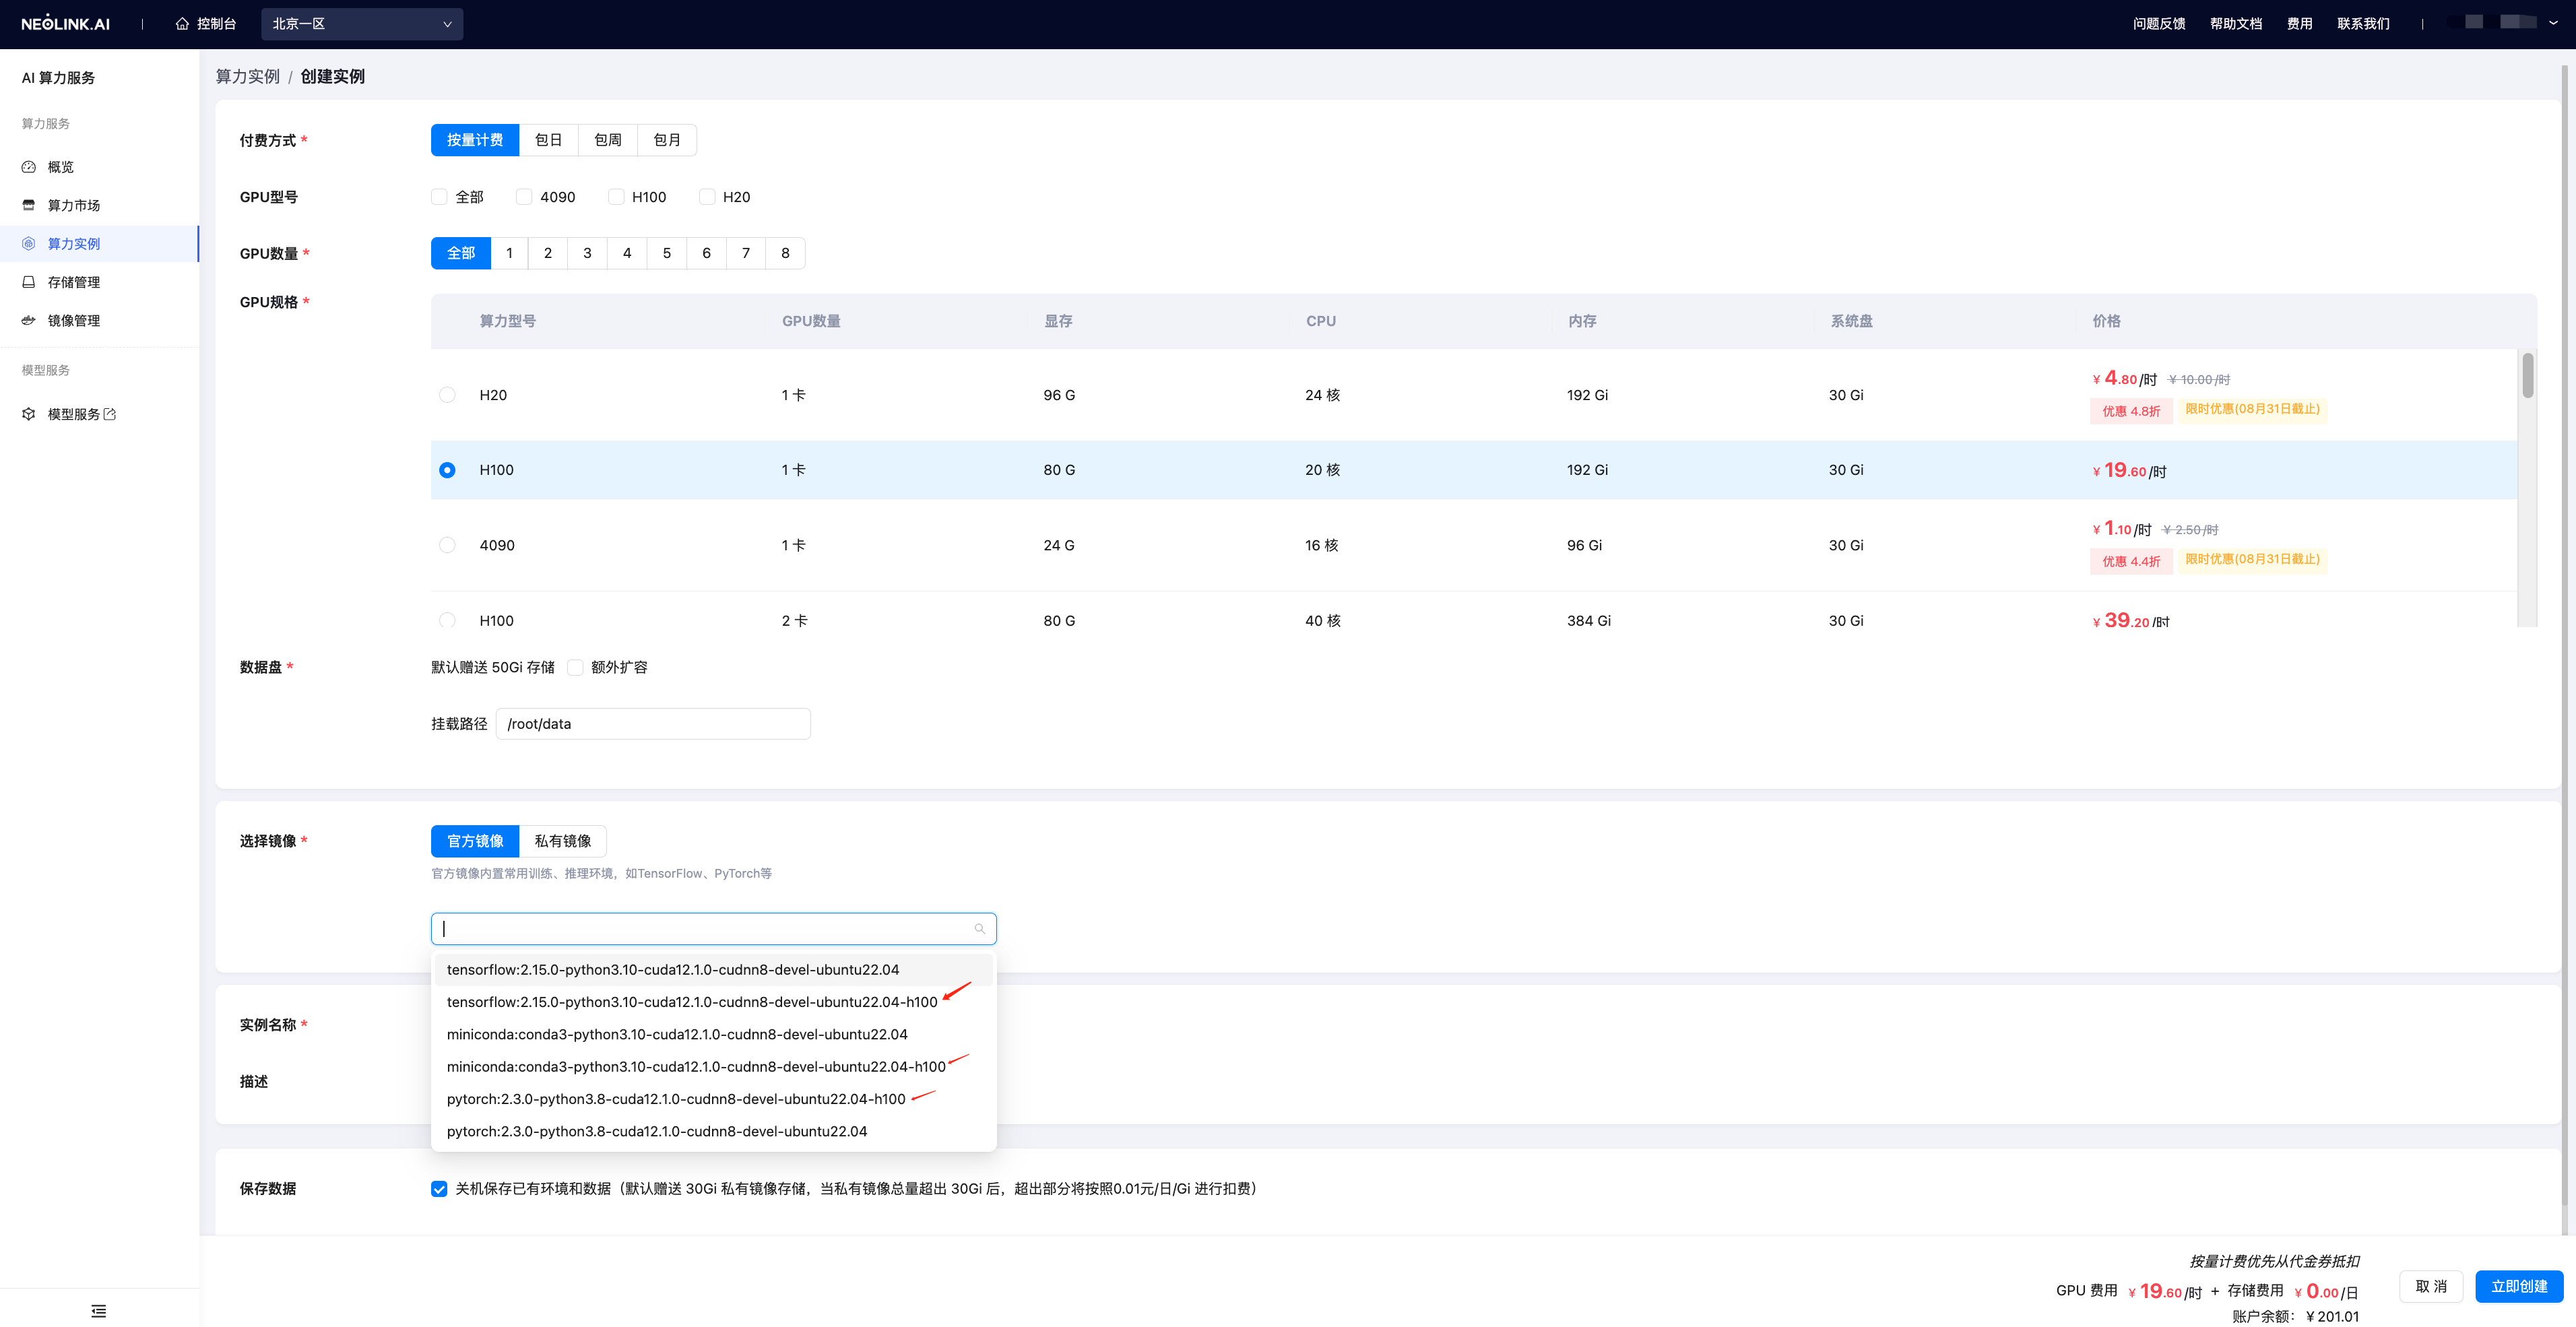 NEOLINK.AI
控制台
北京一区
问题反馈
帮助文档
费用
联系我们
AI 算力服务
算力服务
概览
算力市场
算力实例
存储管理
镜像管理
模型服务
模型服务
算力实例 / 创建实例
付费方式 *
按量计费 包日 包周 包月
GPU型号
全部 4090 H100 H20
GPU数量 *
全部 1 2 3 4 5 6 7 8
GPU规格 *
算力型号 GPU数量 显存 CPU 内存 系统盘 价格
H20 1 卡 96 G 24 核 192 Gi 30 Gi ¥ 4.80/时 ¥ 10.00/时
优惠 4.8折 限时优惠(08月31日截止)
H100 1 卡 80 G 20 核 192 Gi 30 Gi ¥ 19.60/时
4090 1 卡 24 G 16 核 96 Gi 30 Gi ¥ 1.10/时 ¥ 2.50/时
优惠 4.4折 限时优惠(08月31日截止)
H100 2 卡 80 G 40 核 384 Gi 30 Gi ¥ 39.20/时
数据盘 *
默认赠送 50Gi 存储 额外扩容
挂载路径 /root/data
选择镜像 *
官方镜像 私有镜像
官方镜像内置常用训练、推理环境，如TensorFlow、PyTorch等
tensorflow:2.15.0-python3.10-cuda12.1.0-cudnn8-devel-ubuntu22.04
tensorflow:2.15.0-python3.10-cuda12.1.0-cudnn8-devel-ubuntu22.04-h100
miniconda:conda3-python3.10-cuda12.1.0-cudnn8-devel-ubuntu22.04
miniconda:conda3-python3.10-cuda12.1.0-cudnn8-devel-ubuntu22.04-h100
pytorch:2.3.0-python3.8-cuda12.1.0-cudnn8-devel-ubuntu22.04-h100
pytorch:2.3.0-python3.8-cuda12.1.0-cudnn8-devel-ubuntu22.04
实例名称 *
描述
保存数据
关机保存已有环境和数据（默认赠送 30Gi 私有镜像存储，当私有镜像总量超出 30Gi 后，超出部分将按照0.01元/日/Gi 进行扣费）
按量计费优先从代金券抵扣
GPU 费用 ¥ 19.60/时 + 存储费用 ¥ 0.00/日
账户余额：¥ 201.01
取 消
立即创建